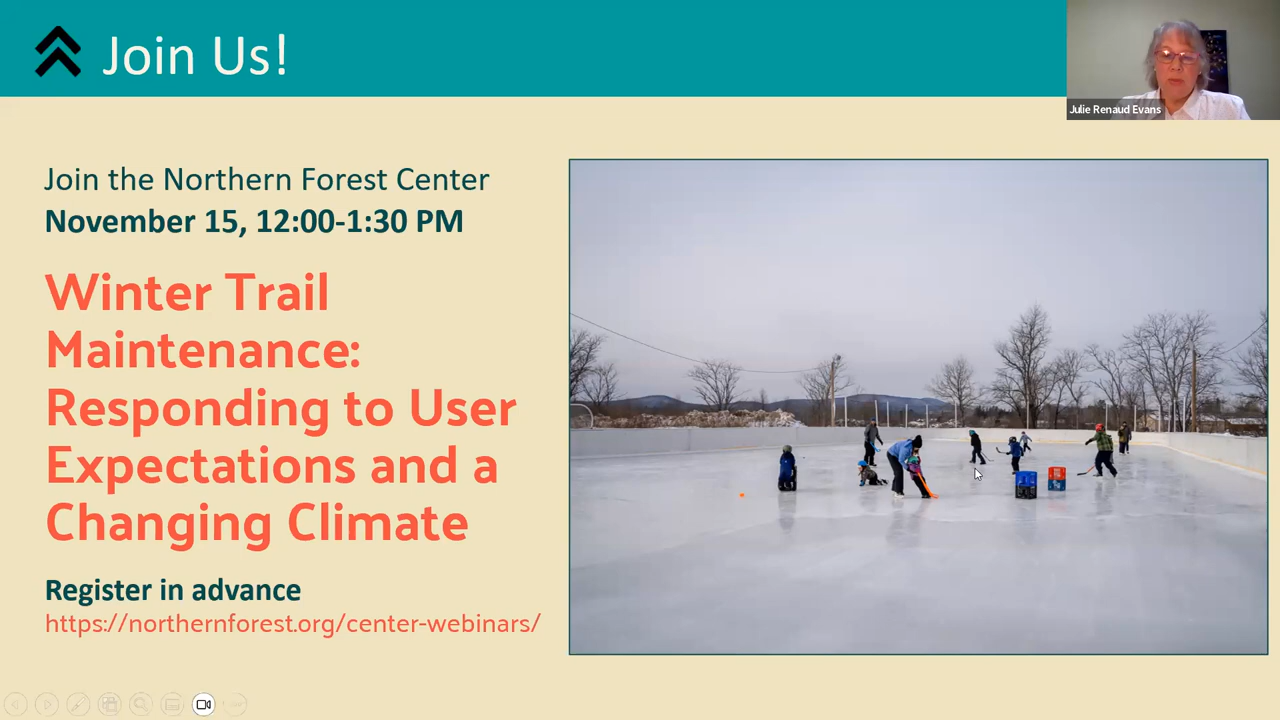 Join Us!
Julie Renaud Evans
Join the Northern Forest Center
November 15, 12:00-1:30 PM
Winter Trail
Maintenance:
Responding to User
Expectations and a
Changing Climate
Register in advance
https://northernforest.org/center-webinars/